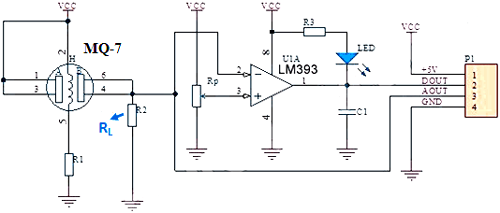 VCC
VCC
VCC
MQ-7
R3
VCC
P1
2
H
8
U1A
LED
LM393
+5V
1
1
A
B
6
2
Rp
DOUT
2
3
4
3
1
AOUT
3
R2
GND
4
RL
5
4
C1
R1